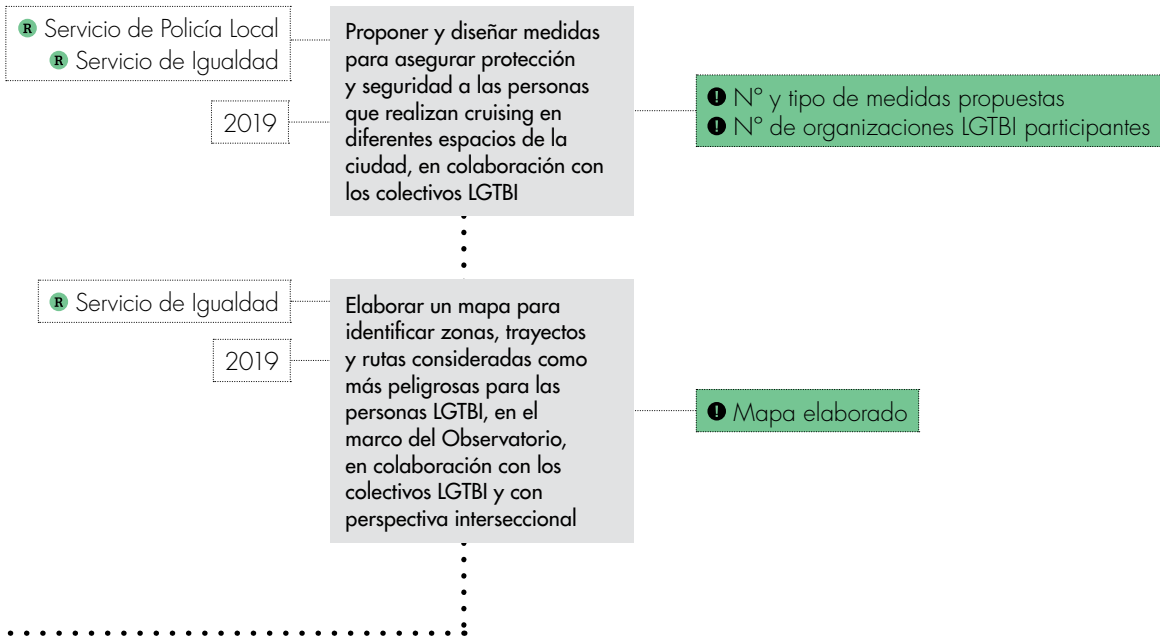 R Servicio de Policía Local
R Servicio de Igualdad
2019
Proponer y diseñar medidas
para asegurar protección
y seguridad a las personas
que realizan cruising en
diferentes espacios de la
ciudad, en colaboración con
los colectivos LGTBI
! Nº y tipo de medidas propuestas
! Nº de organizaciones LGTBI participantes
R Servicio de Igualdad
2019
Elaborar un mapa para
identificar zonas, trayectos
y rutas consideradas como
más peligrosas para las
personas LGTBI, en el
marco del Observatorio,
en colaboración con los
colectivos LGTBI y con
perspectiva interseccional
! Mapa elaborado